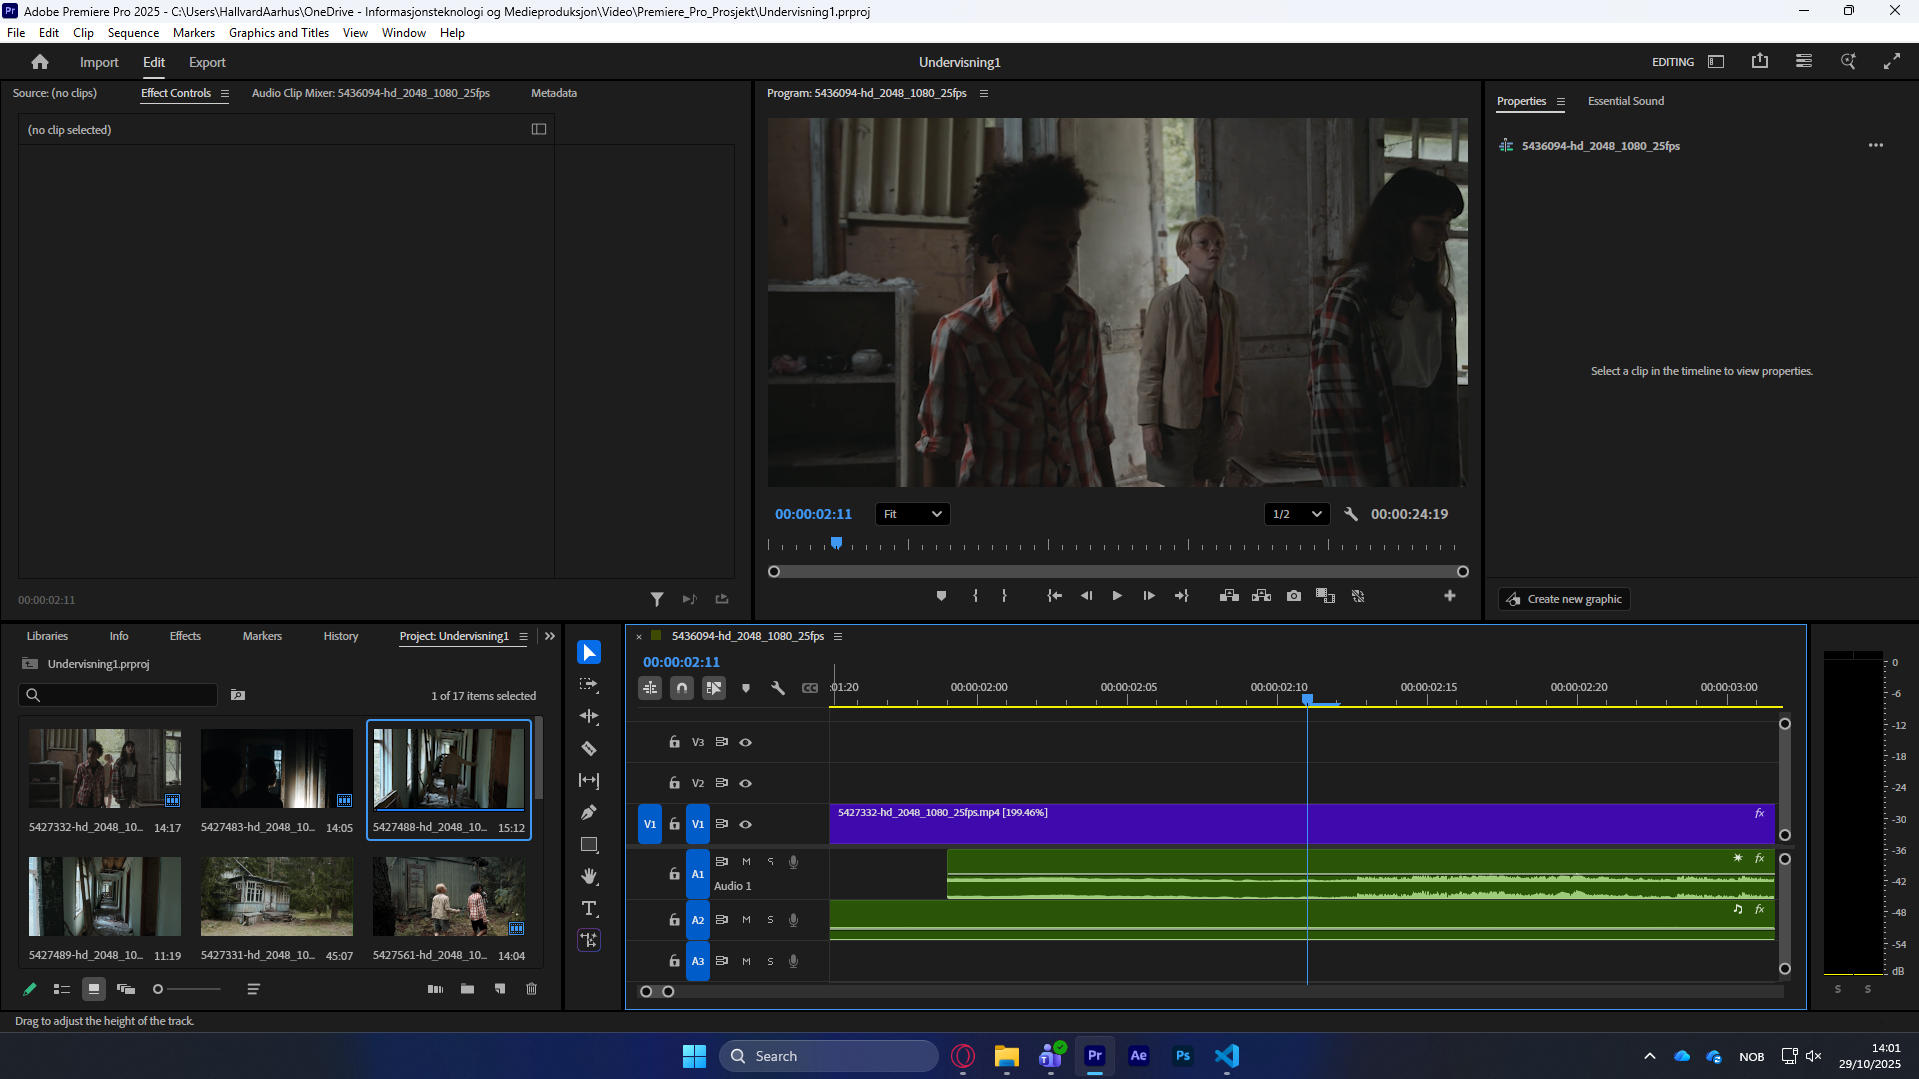 Pr Adobe Premiere Pro 2025 - C:\Users\HallvardAarhus\OneDrive - Informasjonsteknologi og Medieproduksjon\Video\Premiere_Pro_Prosjekt\Undervisning1.prproj
File Edit Clip Sequence Markers Graphics and Titles View Window Help
Import Edit Export
Undervisning1
EDITING
Source: (no clips) Effect Controls Audio Clip Mixer: 5436094-hd_2048_1080_25fps Metadata
(no clip selected)
00:00:02:11
Program: 5436094-hd_2048_1080_25fps
00:00:02:11 Fit 1/2 00:00:24:19
Properties Essential Sound
5436094-hd_2048_1080_25fps
Select a clip in the timeline to view properties.
Create new graphic
Libraries Info Effects Markers History Project: Undervisning1
Undervisning1.prproj
1 of 17 items selected
5427332-hd_2048_10... 14:17
5427483-hd_2048_10... 14:05
5427488-hd_2048_10... 15:12
5427489-hd_2048_10... 11:19
5427331-hd_2048_10... 45:07
5427561-hd_2048_10... 14:04
5436094-hd_2048_1080_25fps
00:00:02:11
CC
:01:20 00:00:02:00 00:00:02:05 00:00:02:10 00:00:02:15 00:00:02:20 00:00:03:00
V3
V2
V1 V1
5427332-hd_2048_1080_25fps.mp4 [199.46%] fx
A1 M S
Audio 1
fx
A2 M S
fx
A3 M S
0
-6
-12
-18
-24
-30
-36
-42
-48
-54
dB
S S
Drag to adjust the height of the track.
Search
Pr Ae Ps
NOB
14:01
29/10/2025